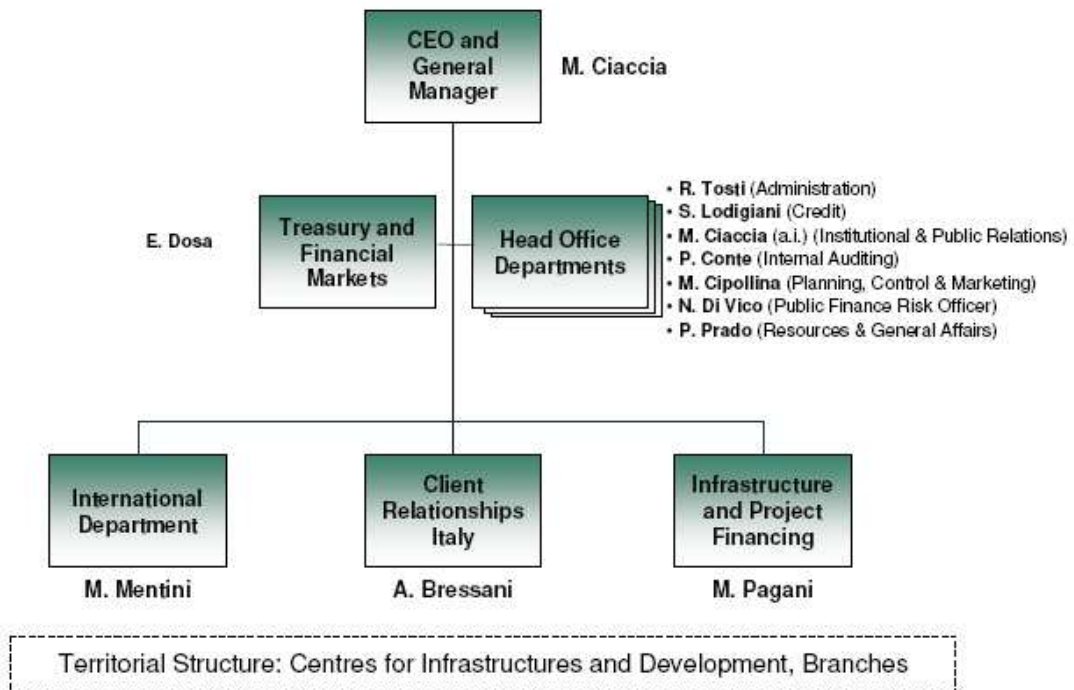 CEO and
General
Manager
M. Ciaccia
E. Dosa
Treasury and
Financial
Markets
Head Office
Departments
• R. Tosti (Administration)
• S. Lodigiani (Credit)
• M. Ciaccia (a.i.) (Institutional & Public Relations)
• P. Conte (Internal Auditing)
• M. Cipollina (Planning, Control & Marketing)
• N. Di Vico (Public Finance Risk Officer)
• P. Prado (Resources & General Affairs)
International
Department
M. Mentini
Client
Relationships
Italy
A. Bressani
Infrastructure
and Project
Financing
M. Pagani
Territorial Structure: Centres for Infrastructures and Development, Branches